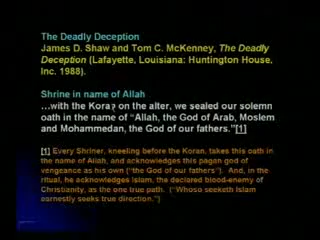 The Deadly Deception
James D. Shaw and Tom C. McKenney, The Deadly
Deception (Lafayette, Louisiana: Huntington House,
Inc. 1988).
Shrine in name of Allah
…with the Koran on the alter, we sealed our solemn
oath in the name of “Allah, the God of Arab, Moslem
and Mohammedan, the God of our fathers.”[1]
[1] Every Shriner, kneeling before the Koran, takes this oath in
the name of Allah, and acknowledges this pagan god of
vengeance as his own (“the God of our fathers”). And, in the
ritual, he acknowledges Islam, the declared blood-enemy of
Christianity, as the one true path. (“Whoso seeketh Islam
earnestly seeks true direction.”)